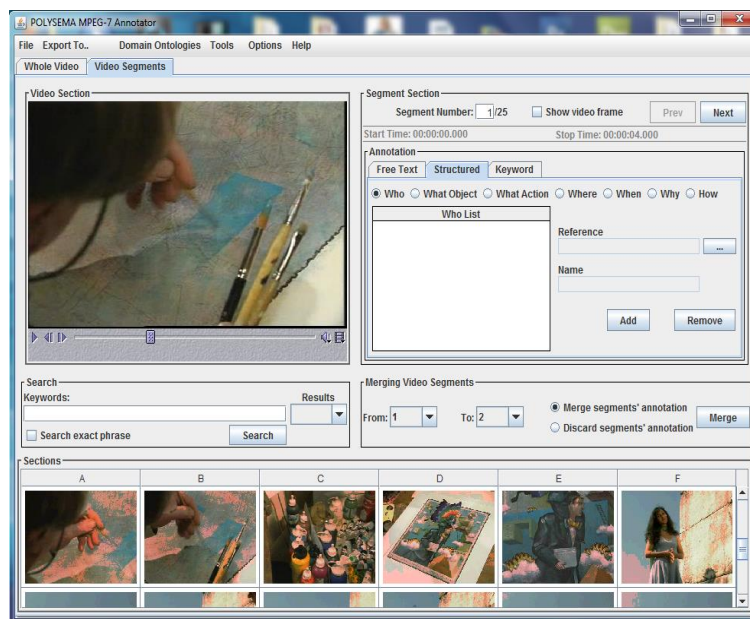 POLYSEMA MPEG-7 Annotator
File Export To.. Domain Ontologies Tools Options Help
Whole Video Video Segments
Video Section
Segment Section
Segment Number: 1/25 Show video frame Prev Next
Start Time: 00:00:00.000 Stop Time: 00:00:04.000
Annotation
Free Text Structured Keyword
Who What Object What Action Where When Why How
Who List
Reference
...
Name
Add Remove
Search
Keywords: Results
Search exact phrase Search
Merging Video Segments
From: 1 To: 2
Merge segments' annotation
Discard segments' annotation
Merge
Sections
A B C D E F